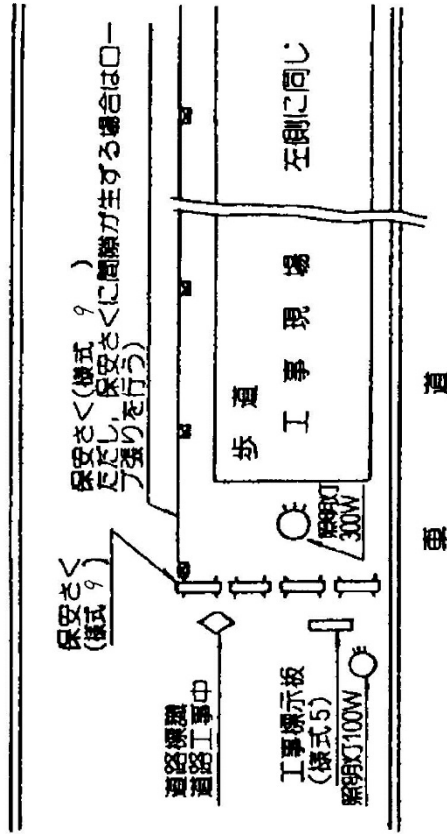 保安さく(様式 9 )
ただし、保安さくに間隙が生ずる場合はロー
プ張りを行う)
保安さく
(様式 9 )
道路標識
道路工事中
工事標示板
(様式5)
照明灯100W
照明灯
300W
歩道
工事現場
左側に同じ
車道